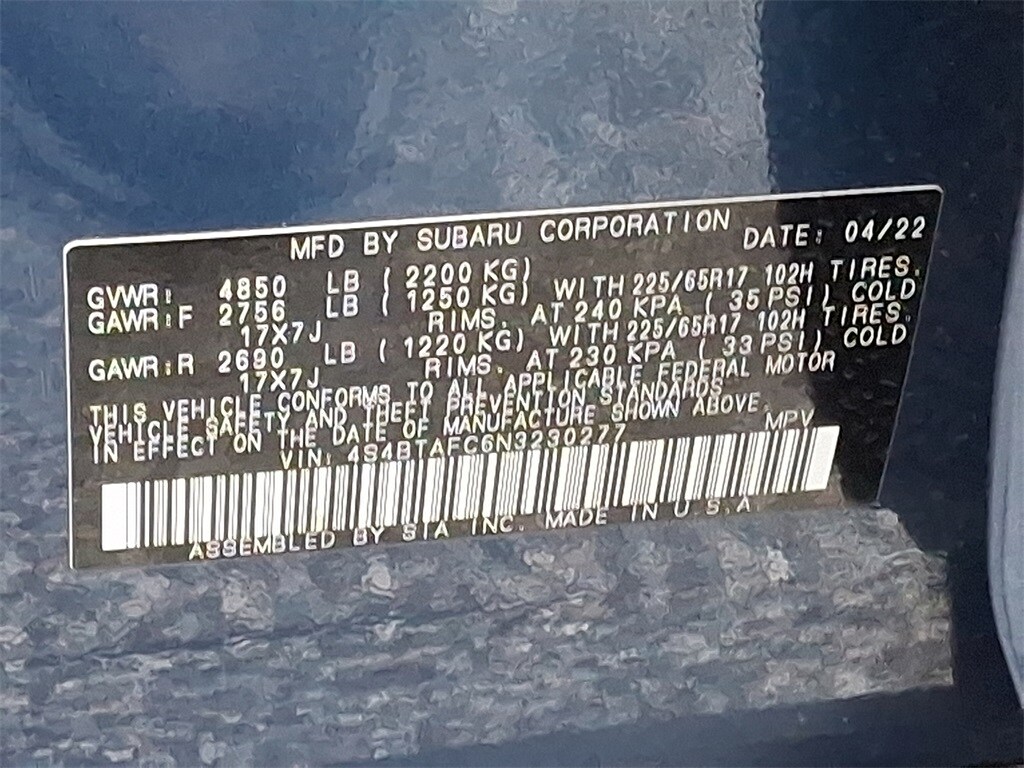 MFD BY SUBARU CORPORATION DATE: 04/22
GVWR: 4850 LB ( 2200 KG)
GAWR:F 2756 LB ( 1250 KG) WITH 225/65R17 102H TIRES.
17X7J RIMS. AT 240 KPA ( 35 PSI) COLD
GAWR:R 2690 LB ( 1220 KG) WITH 225/65R17 102H TIRES.
17X7J RIMS. AT 230 KPA ( 33 PSI) COLD
THIS VEHICLE CONFORMS TO ALL APPLICABLE FEDERAL MOTOR
VEHICLE SAFETY AND THEFT PREVENTION STANDARDS
IN EFFECT ON THE DATE OF MANUFACTURE SHOWN ABOVE.
VIN: 4S4BTAFC6N3230277 MPV
ASSEMBLED BY SIA INC. MADE IN U.S.A.